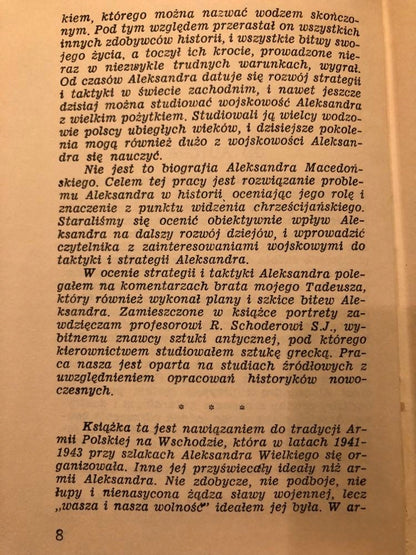 kiem, którego można nazwać wodzem skończo-
nym. Pod tym względem przerastał on wszystkich
innych zdobywców historii, i wszystkie bitwy swo-
jego życia, a toczył ich krocie, prowadzone nie-
raz w niezwykle trudnych warunkach, wygrał.
Od czasów Aleksandra datuje się rozwój strategii
i taktyki w świecie zachodnim, i nawet jeszcze
dzisiaj można studiować wojskowość Aleksandra
z wielkim pożytkiem. Studiowali ją wielcy wodzo-
wie polscy ubiegłych wieków, i dzisiejsze pokole-
nia mogą również dużo z wojskowości Aleksan-
dra się nauczyć.
Nie jest to biografia Aleksandra Macedoń-
skiego. Celem tej pracy jest rozwiązanie proble-
mu Aleksandra w historii oceniając jego rolę i
znaczenie z punktu widzenia chrześcijańskiego.
Staraliśmy się ocenić obiektywnie wpływ Ale-
ksandra na dalszy rozwój dziejów, i wprowadzić
czytelnika z zainteresowaniami wojskowymi do
taktyki i strategii Aleksandra.
W ocenie strategii i taktyki Aleksandra pole-
gałem na komentarzach brata mojego Tadeusza,
który również wykonał plany i szkice bitew Ale-
ksandra. Zamieszczone w książce portrety za-
wdzięczam profesorowi R. Schoderowi S.J., wy-
bitnemu znawcy sztuki antycznej, pod którego
kierownictwem studiowałem sztukę grecką. Pra-
ca nasza jest oparta na studiach źródłowych z
uwzględnieniem opracowań historyków nowo-
czesnych.
* * *
Książka ta jest nawiązaniem do tradycji Ar-
mii Polskiej na Wschodzie, która w latach 1941-
1943 przy szlakach Aleksandra Wielkiego się or-
ganizowała. Inne jej przyświecały ideały niż ar-
mii Aleksandra. Nie zdobycze, nie podboje, nie
łupy i nienasycona żądza sławy wojennej, lecz
„wasza i nasza wolność" ideałem jej była. W ar-
8